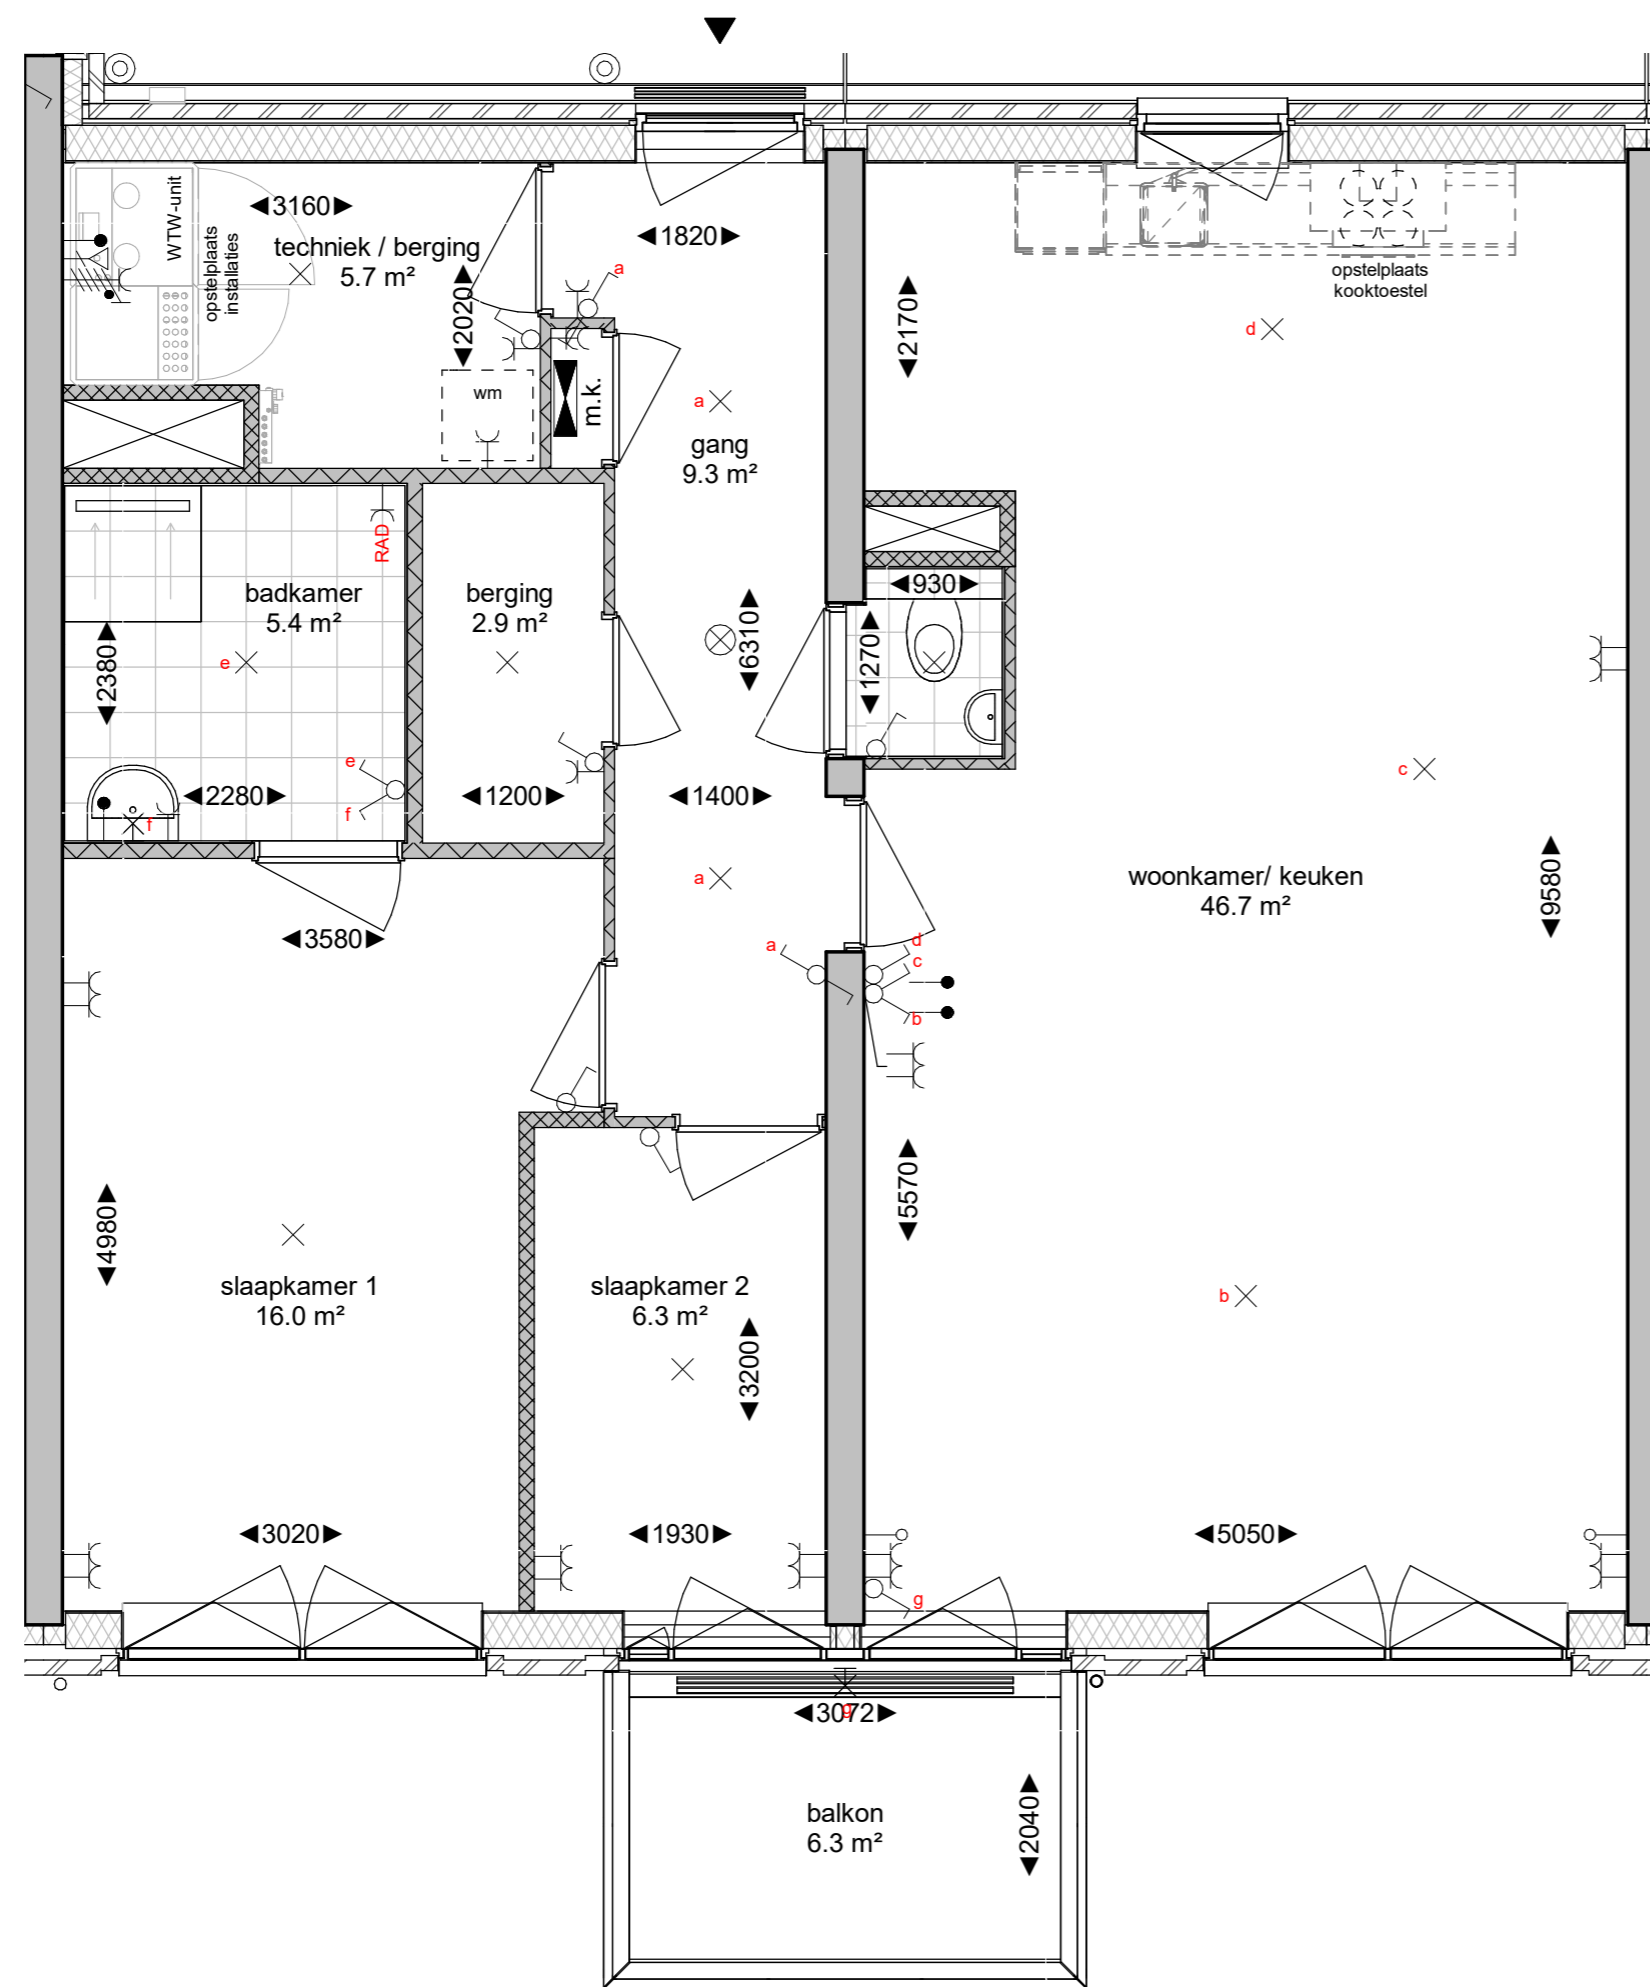 WTW-unit
opstelplaats
installaties
3160
techniek / berging
5.7 m²
2020
1820
a
wm
m.k.
a
gang
9.3 m²
2170
opstelplaats
kooktoestel
d
RAD
badkamer
5.4 m²
e
2380
e
f
2280
f
berging
2.9 m²
1200
6310
1400
930
1270
c
woonkamer/ keuken
46.7 m²
9580
a
a
d
c
b
3580
4980
slaapkamer 1
16.0 m²
3020
slaapkamer 2
6.3 m²
3200
1930
5570
b
5050
g
g
3072
balkon
6.3 m²
2040